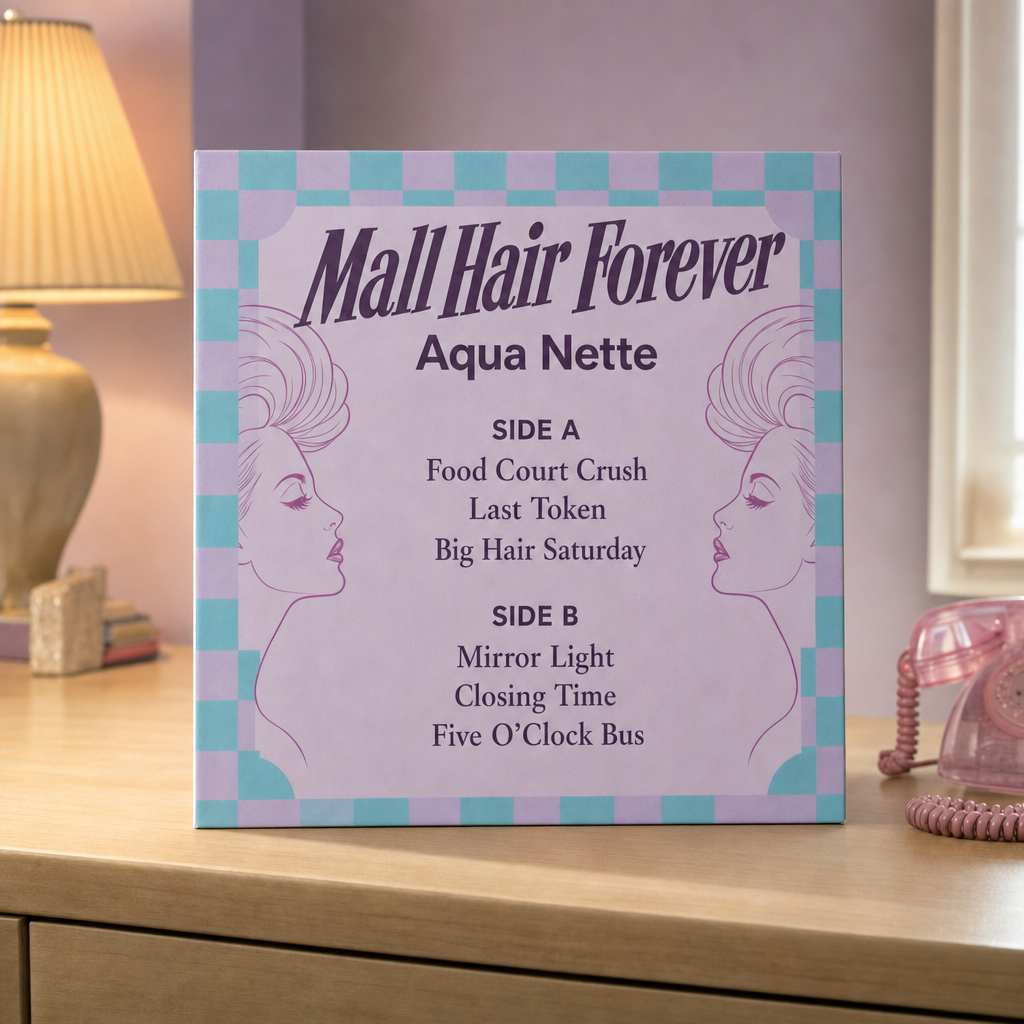 Mall Hair Forever
Aqua Nette
SIDE A
Food Court Crush
Last Token
Big Hair Saturday
SIDE B
Mirror Light
Closing Time
Five O’Clock Bus